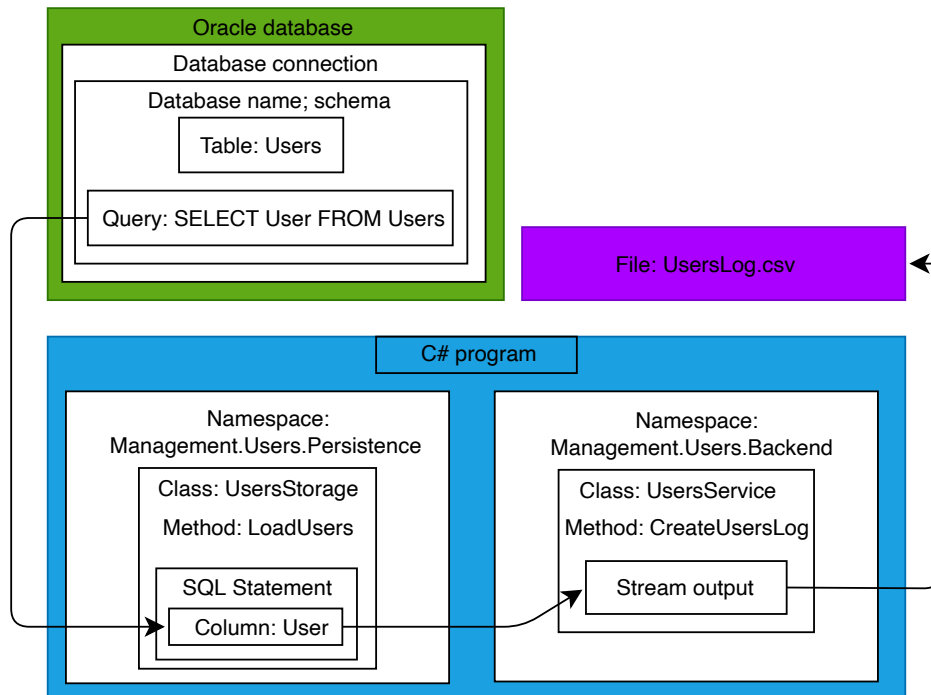 Oracle database
Database connection
Database name; schema
Table: Users
Query: SELECT User FROM Users
File: UsersLog.csv
C# program
Namespace:
Management.Users.Persistence
Class: UsersStorage
Method: LoadUsers
SQL Statement
Column: User
Namespace:
Management.Users.Backend
Class: UsersService
Method: CreateUsersLog
Stream output